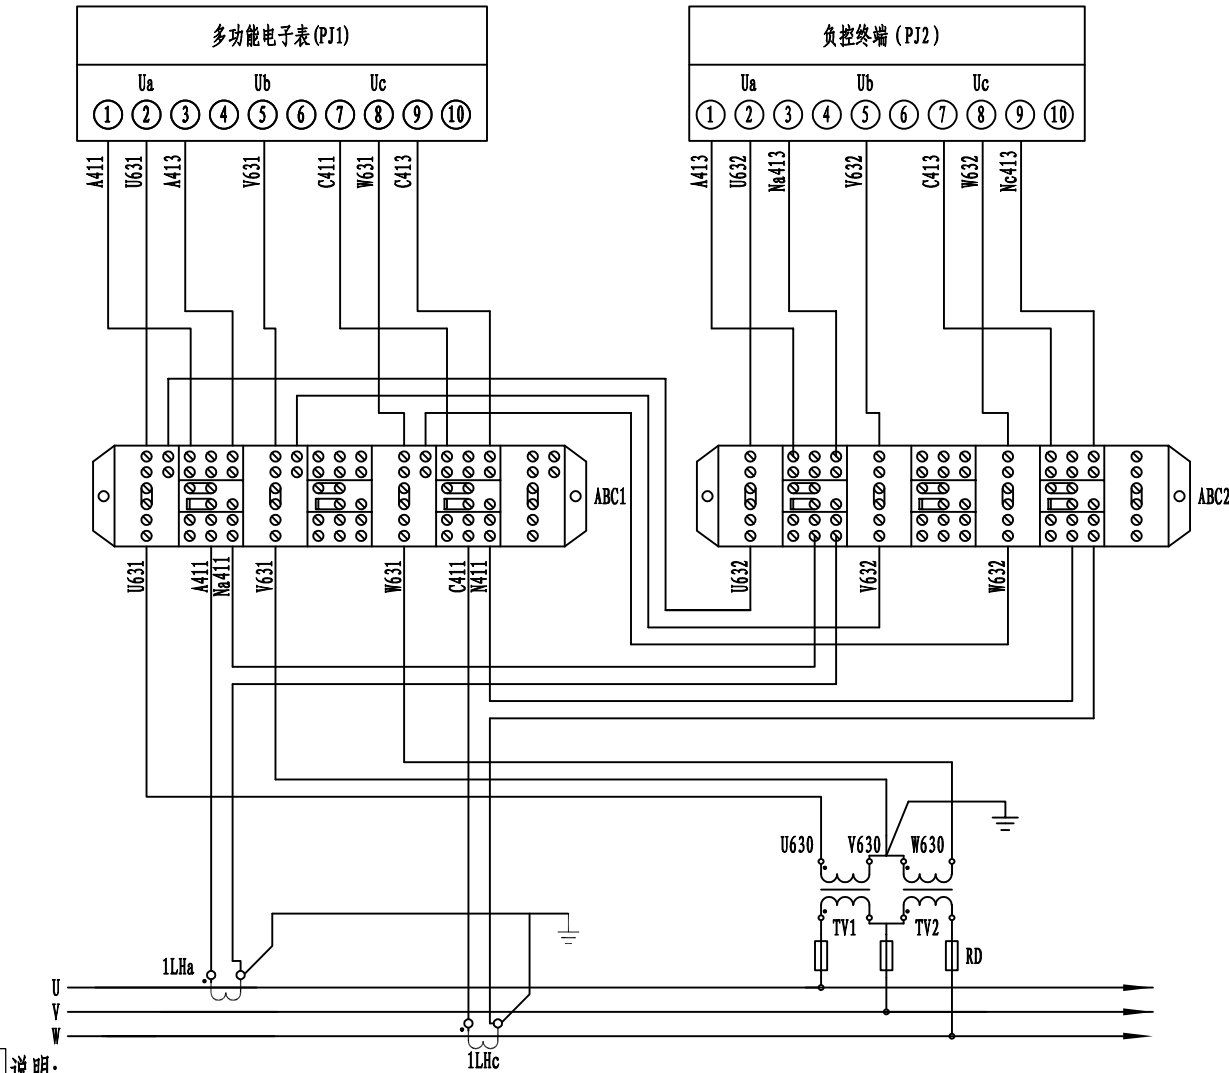 多功能电子表(PJ1)
Ua Ub Uc
1 2 3 4 5 6 7 8 9 10
A411 U631 A413 V631 C411 W631 C413
负控终端(PJ2)
Ua Ub Uc
1 2 3 4 5 6 7 8 9 10
A413 U632 Na413 V632 C413 W632 Nc413
ABC1
ABC2
U631 A411 Na411 V631 W631 C411 N411
U632 V632 W632
U630 V630 W630
TV1 TV2
RD
1LHa
U
V
W
1LHc
说明: